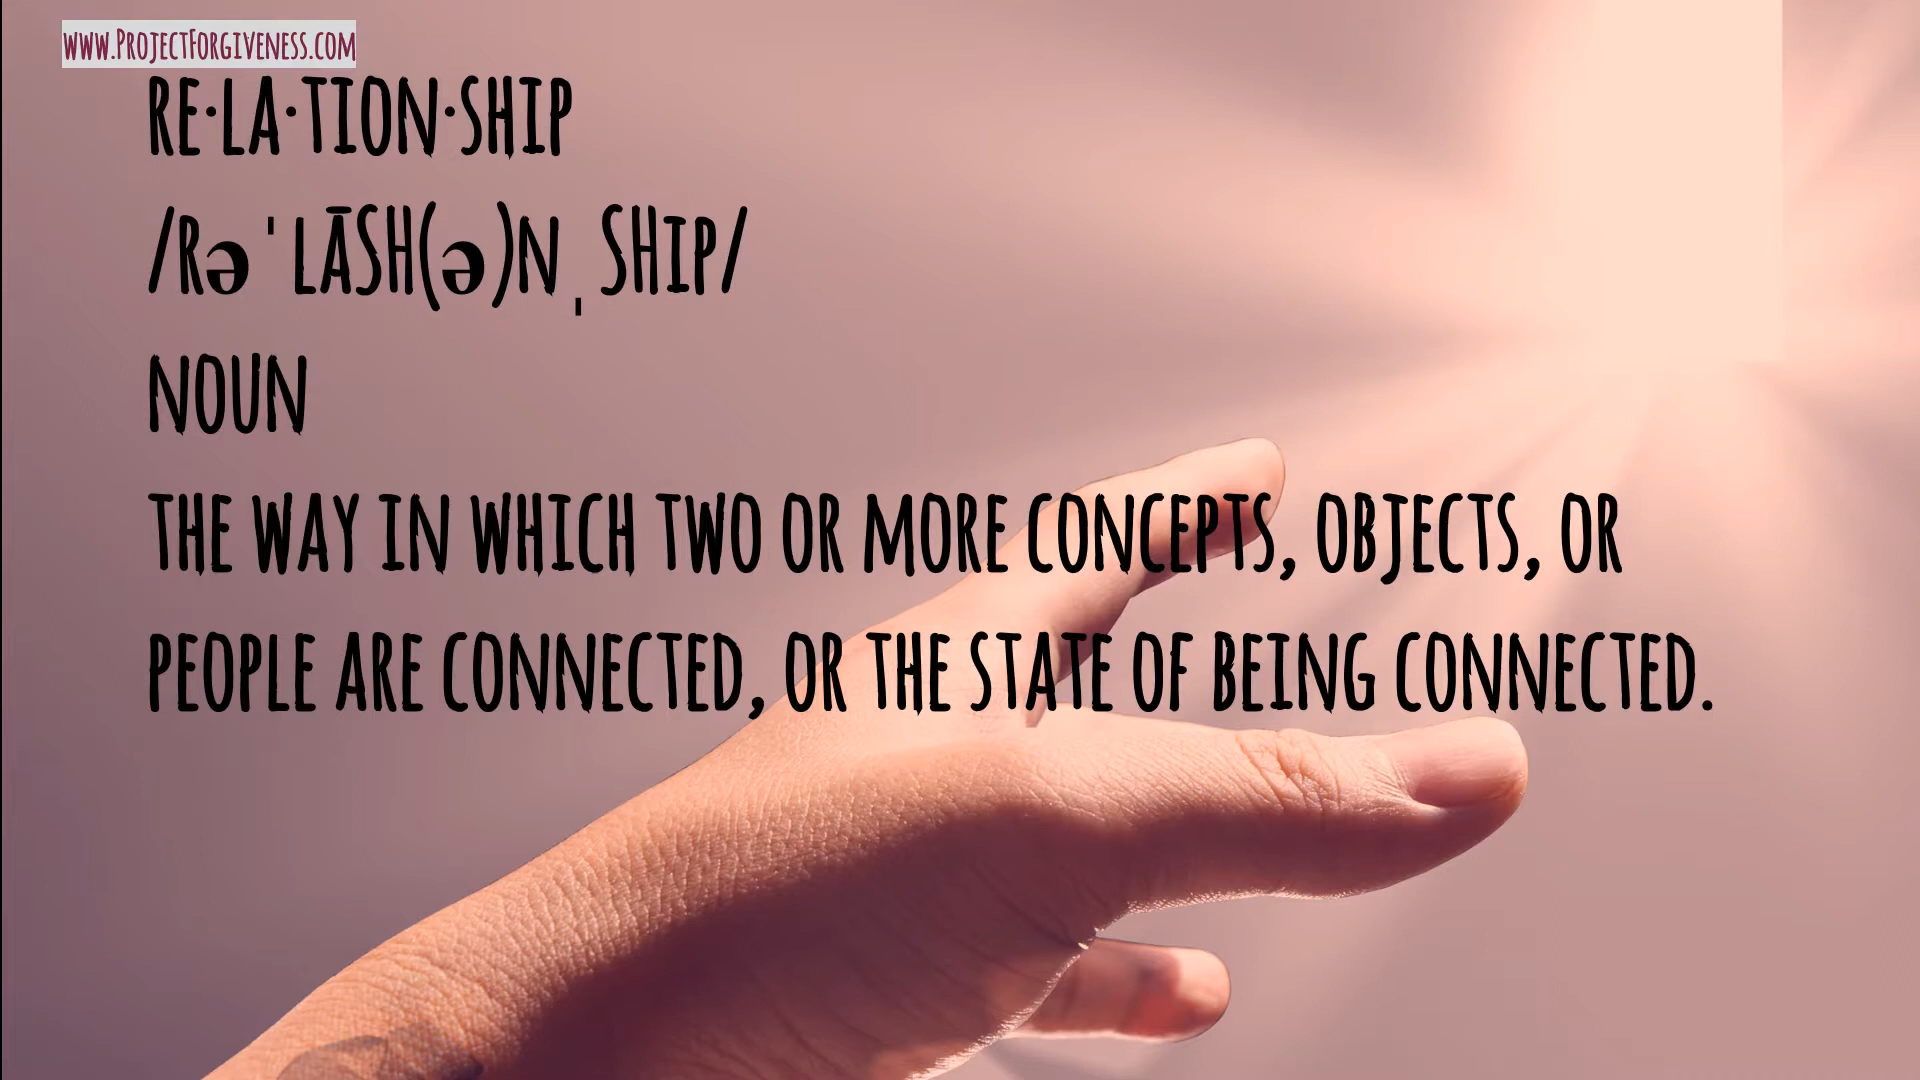 www.ProjectForgiveness.com
re·la·tion·ship
/rəˈlāSH(ə)nˌSHip/
noun
the way in which two or more concepts, objects, or
people are connected, or the state of being connected.